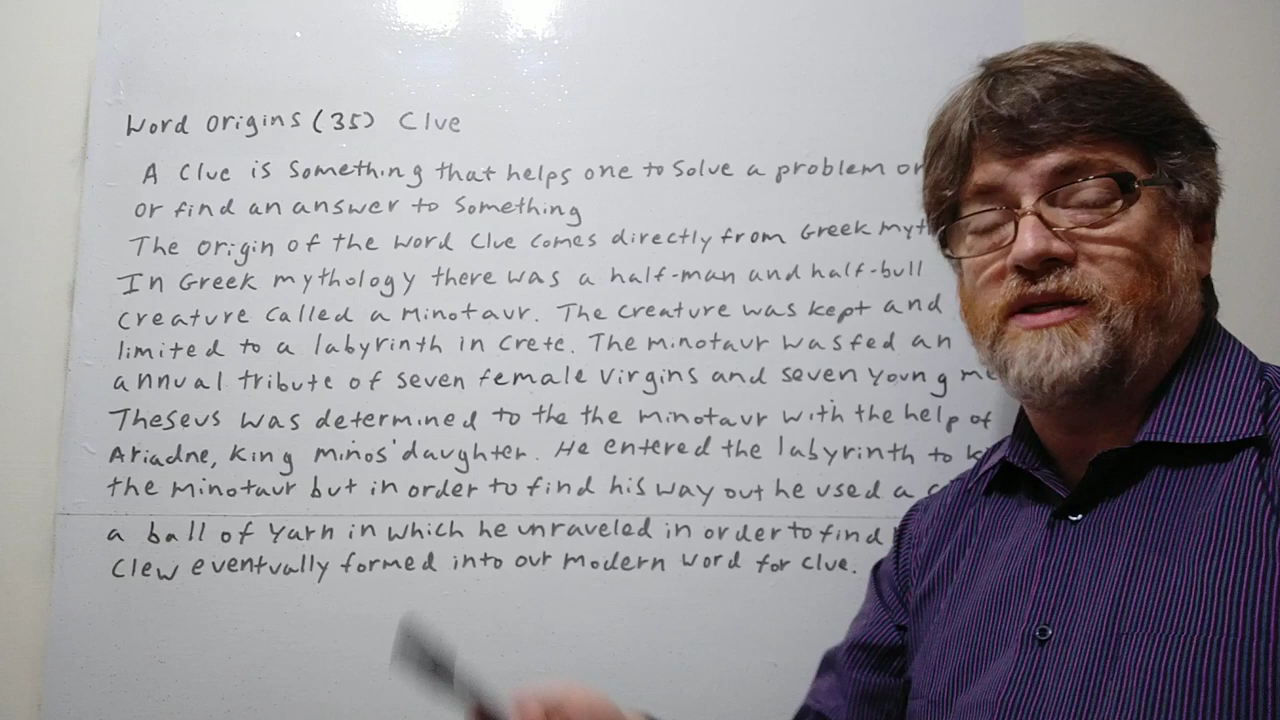 Word Origins (35) Clue
A Clue is Something that helps one to Solve a problem or
or find an answer to Something
The Origin of the Word Clue Comes directly from Greek
In Greek mythology there was a half-man and half-bull
Creature Called a Minotaur. The Creature was kept and
limited to a labyrinth in Crete. The minotaur was fed an
annual tribute of seven female Virgins and seven young
Theseus was determined to the the minotaur with the help of
Ariadne, King Minos' daughter. He entered the labyrinth to
the Minotaur but in order to find his way out he used a
a ball of Yarn in which he unraveled in order to find
Clew eventually formed into our modern word for Clue.